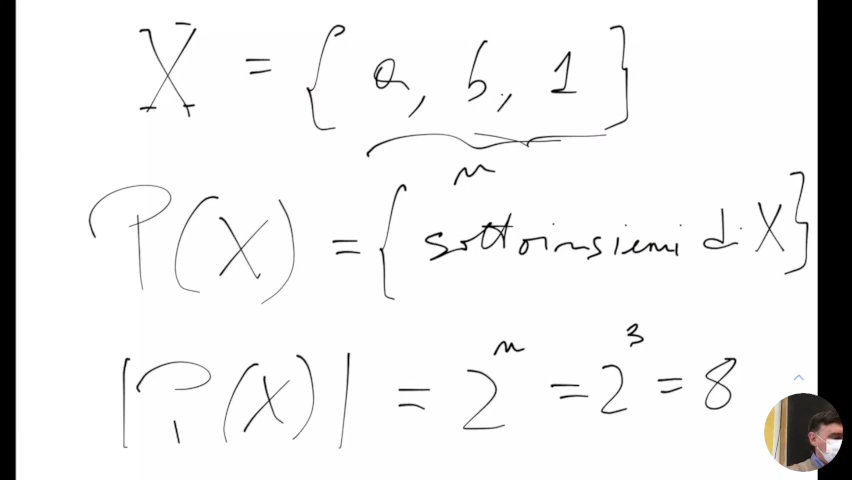 X = { a, b, 1 }
n
P(X) = { sottoinsiemi di X }
|P(X)| = 2^n = 2^3 = 8